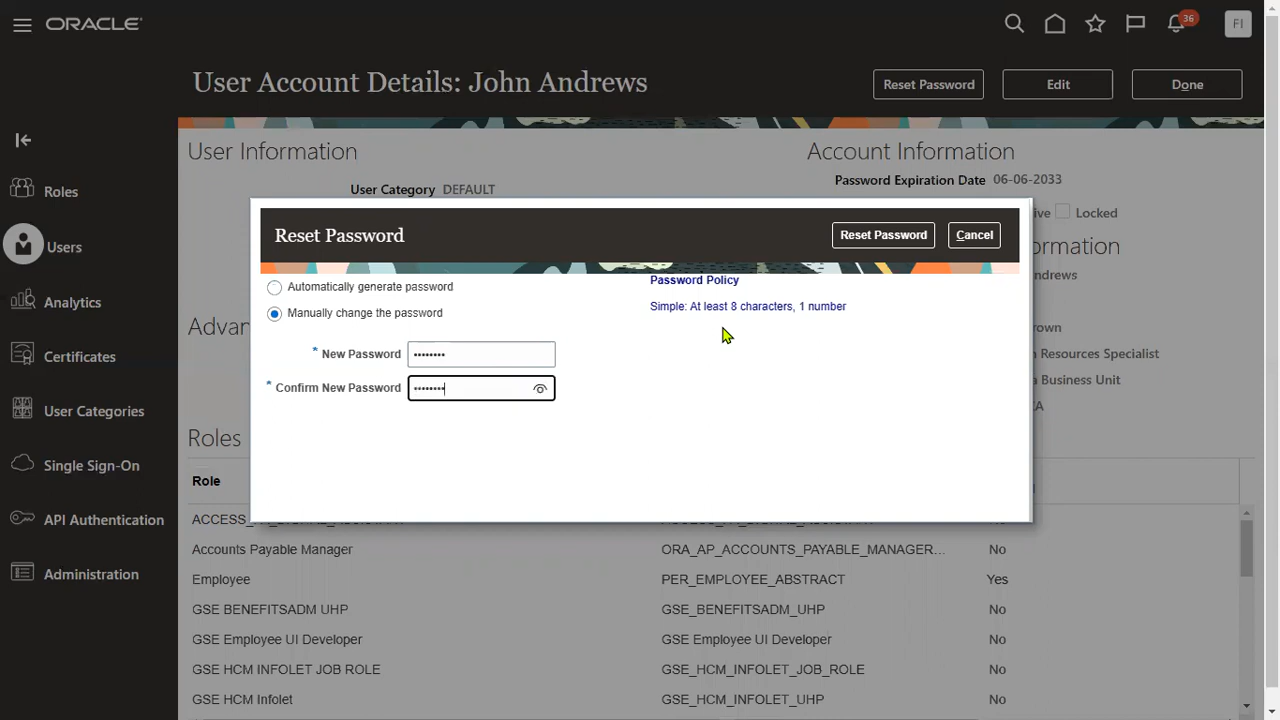 ORACLE
36
FI
User Account Details: John Andrews
Reset Password
Edit
Done
User Information
Account Information
User Category DEFAULT
Password Expiration Date 06-06-2033
Locked
Roles
Users
Analytics
Certificates
User Categories
Single Sign-On
API Authentication
Administration
Reset Password
Reset Password
Cancel
Automatically generate password
Manually change the password
* New Password ••••••••
* Confirm New Password ••••••••
Password Policy
Simple: At least 8 characters, 1 number
Resources Specialist
Business Unit
Roles
Role
Accounts Payable Manager ORA_AP_ACCOUNTS_PAYABLE_MANAGER... No
Employee PER_EMPLOYEE_ABSTRACT Yes
GSE BENEFITSADM UHP GSE_BENEFITSADM_UHP No
GSE Employee UI Developer GSE Employee UI Developer No
GSE HCM INFOLET JOB ROLE GSE_HCM_INFOLET_JOB_ROLE No
GSE HCM Infolet GSE_HCM_INFOLET_UHP No